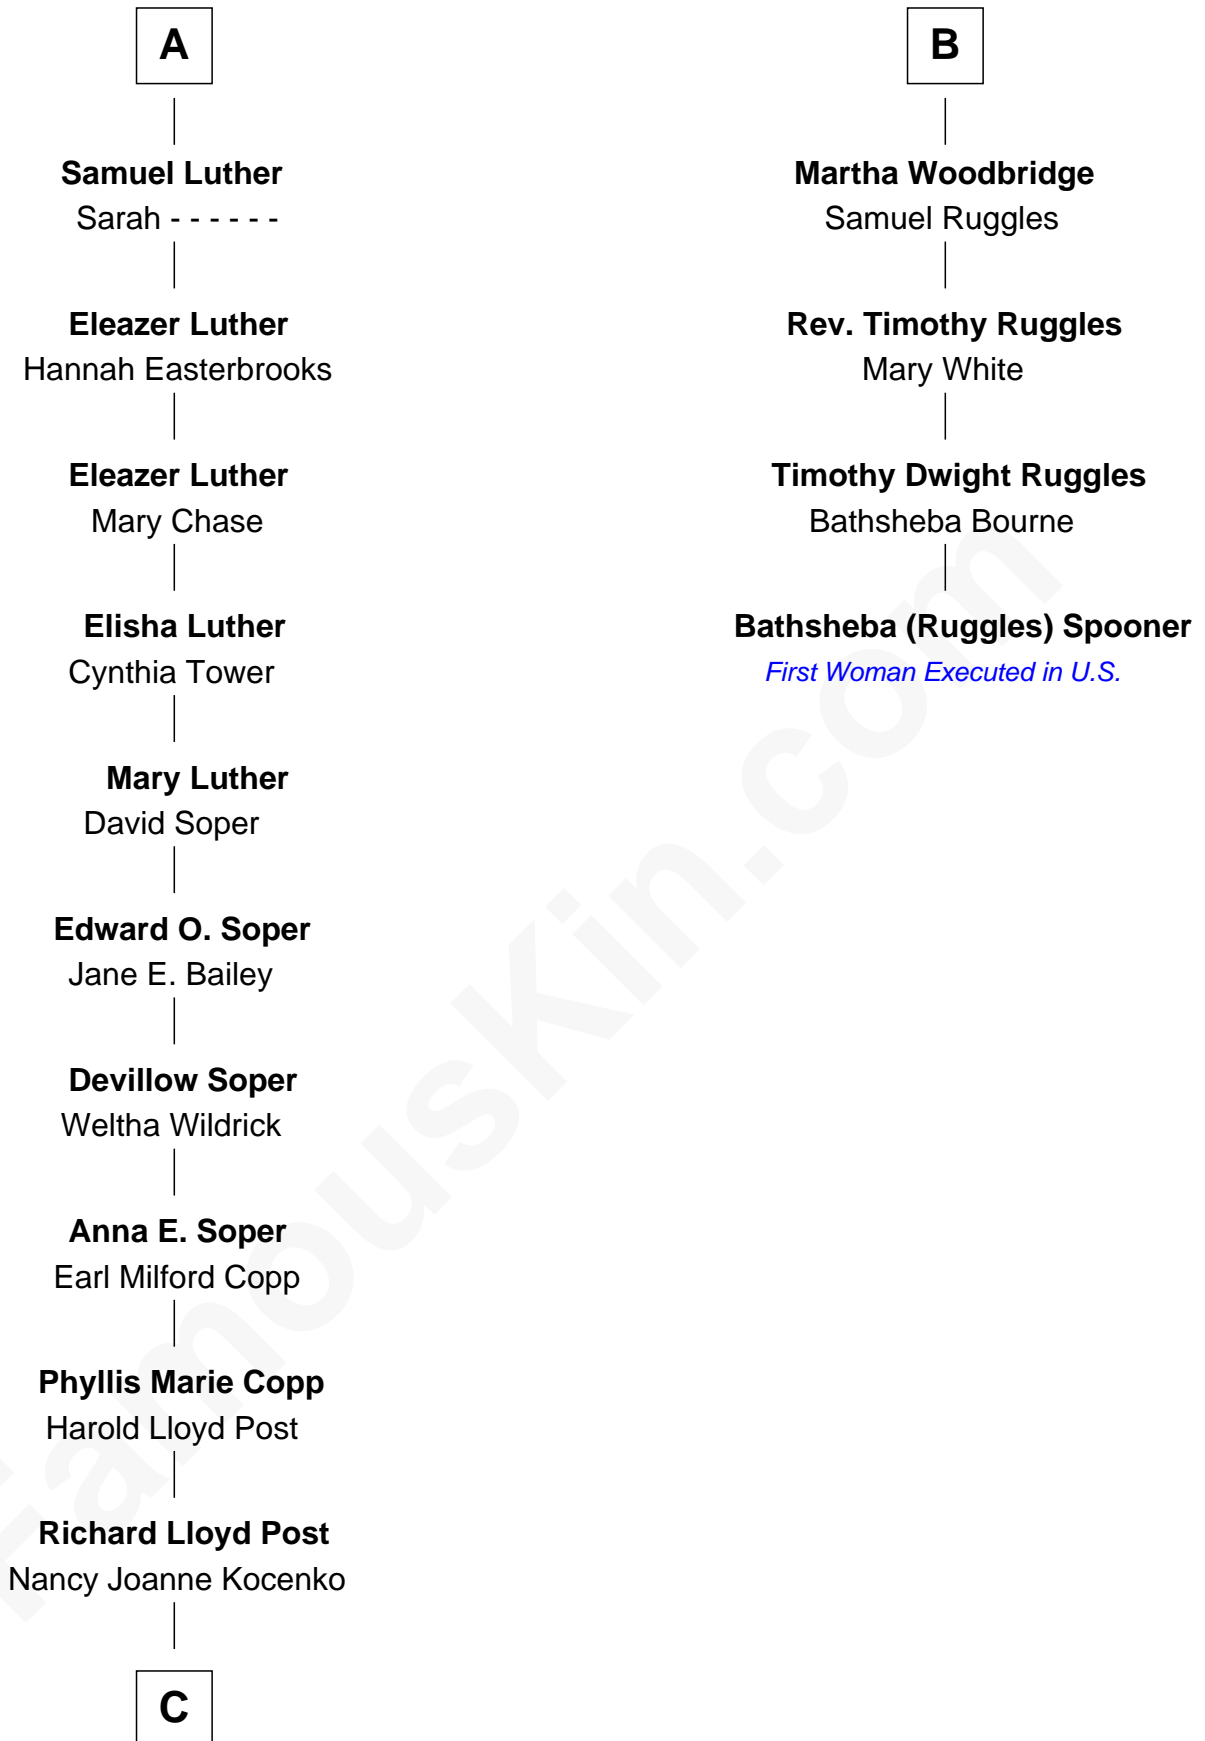 A
Samuel Luther
Sarah - - - - - -
Eleazer Luther
Hannah Easterbrooks
Eleazer Luther
Mary Chase
Elisha Luther
Cynthia Tower
Mary Luther
David Soper
Edward O. Soper
Jane E. Bailey
Devillow Soper
Weltha Wildrick
Anna E. Soper
Earl Milford Copp
Phyllis Marie Copp
Harold Lloyd Post
Richard Lloyd Post
Nancy Joanne Kocenko
C
B
Martha Woodbridge
Samuel Ruggles
Rev. Timothy Ruggles
Mary White
Timothy Dwight Ruggles
Bathsheba Bourne
Bathsheba (Ruggles) Spooner
First Woman Executed in U.S.
FamousKin.com